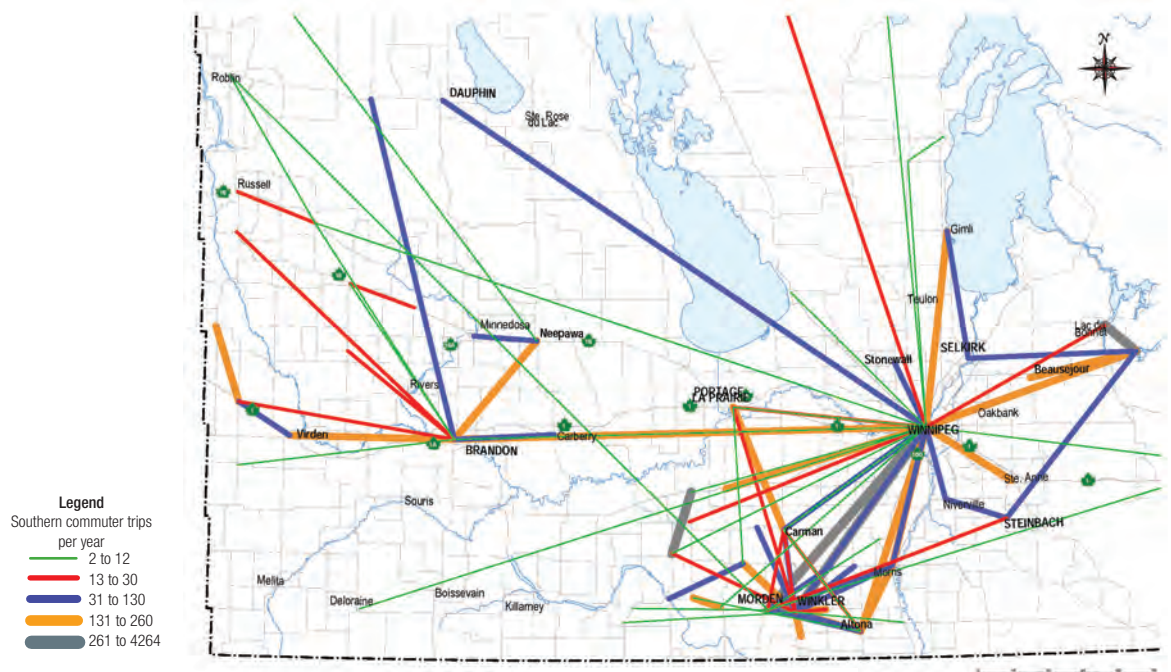 N
Roblin
DAUPHIN
Ste. Rose
du Lac
Russell
Gimli
Teulon
Minnedosa
Neepawa
Lac du
Bonnet
SELKIRK
Stonewall
Beausejour
Rivers
PORTAGE
LA PRAIRIE
Oakbank
WINNIPEG
Virden
Carberry
BRANDON
Ste. Anne
Souris
Niverville
STEINBACH
Carman
Melita
Deloraine
Boissevain
Killarney
Morris
MORDEN
WINKLER
Altona
Legend
Southern commuter trips
per year
2 to 12
13 to 30
31 to 130
131 to 260
261 to 4264